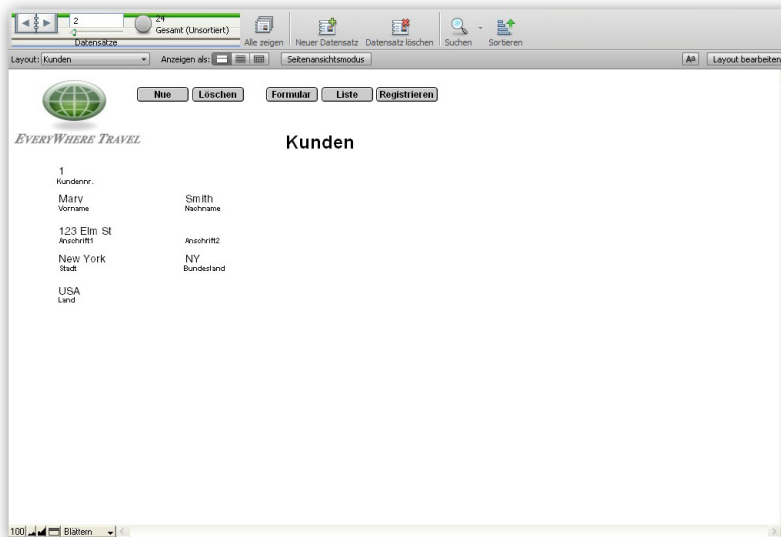 2
24
Gesamt (Unsortiert)
Datensätze
Alle zeigen
Neuer Datensatz
Datensatz löschen
Suchen
Sortieren
Layout: Kunden
Anzeigen als:
Seitenansichtsmodus
Aa
Layout bearbeiten
Nue
Löschen
Formular
Liste
Registrieren
EVERYWHERE TRAVEL
Kunden
1
Kundennr.
Mary Smith
Vorname Nachname
123 Elm St
Anschrift1 Anschrift2
New York NY
Stadt Bundesland
USA
Land
100 Blättern